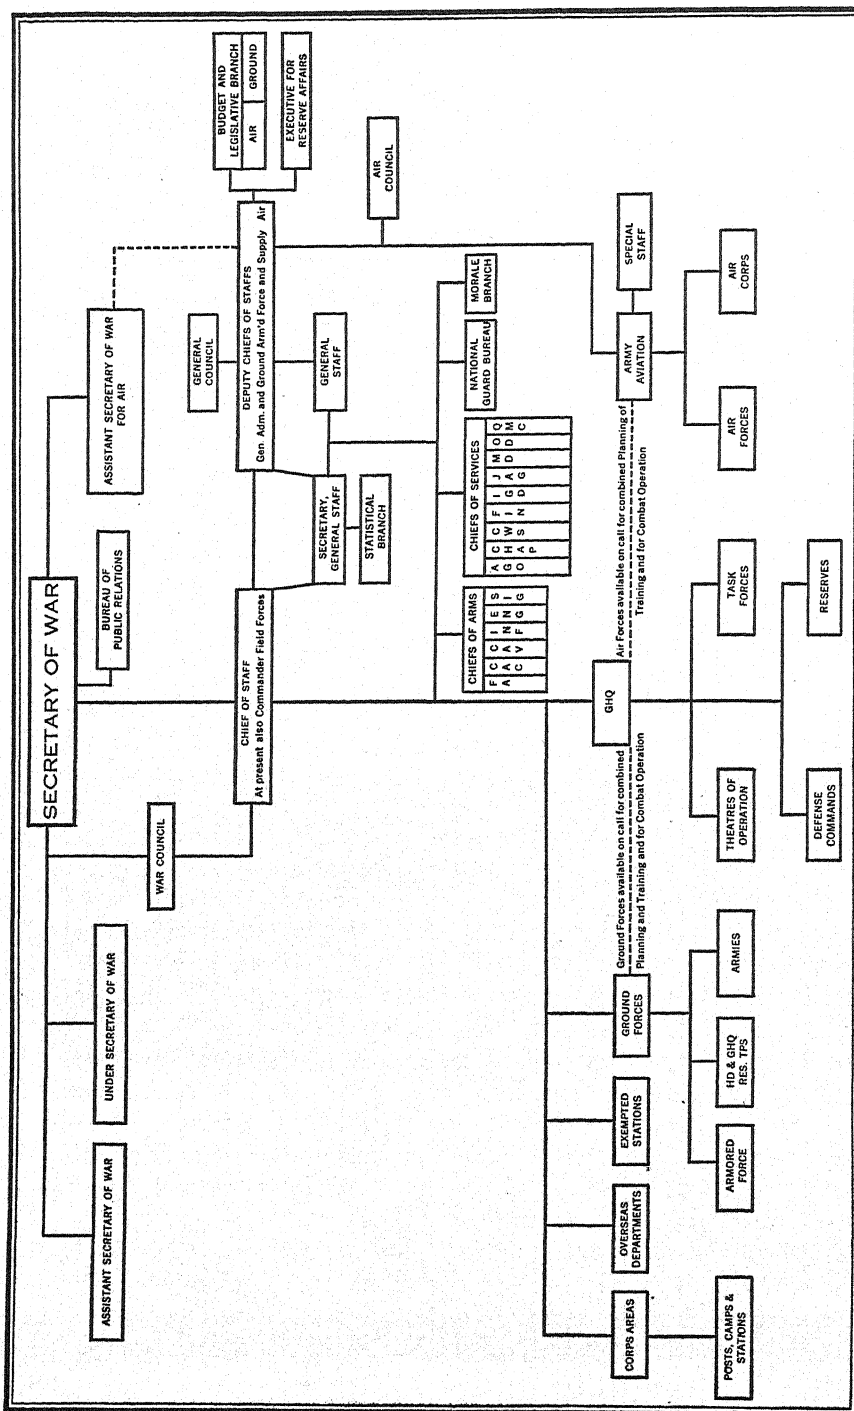 SECRETARY OF WAR
BUREAU OF
PUBLIC RELATIONS
ASSISTANT SECRETARY OF WAR
UNDER SECRETARY OF WAR
WAR COUNCIL
ASSISTANT SECRETARY OF WAR
FOR AIR
GENERAL
COUNCIL
BUDGET AND
LEGISLATIVE BRANCH
AIR GROUND
EXECUTIVE FOR
RESERVE AFFAIRS
CHIEF OF STAFF
At present also Commander Field Forces
DEPUTY CHIEFS OF STAFFS
Gen. Adm. and Ground Arm'd Force and Supply Air
SECRETARY,
GENERAL STAFF
GENERAL
STAFF
STATISTICAL
BRANCH
AIR
COUNCIL
CHIEFS OF ARMS
F C C I E S
A A A N N I
C V F G G
CHIEFS OF SERVICES
A C C F I J M O Q
G H W I G A D D M
O A S N D G C
P
NATIONAL
GUARD BUREAU
MORALE
BRANCH
CORPS AREAS
OVERSEAS
DEPARTMENTS
EXEMPTED
STATIONS
GROUND
FORCES
Ground Forces available on call for combined
Planning and Training and for Combat Operation
GHQ
Air Forces available on call for combined Planning of
Training and for Combat Operation
ARMY
AVIATION
SPECIAL
STAFF
POSTS, CAMPS &
STATIONS
ARMORED
FORCE
HD & GHQ
RES. TPS
ARMIES
THEATRES OF
OPERATION
TASK
FORCES
AIR
FORCES
AIR
CORPS
DEFENSE
COMMANDS
RESERVES